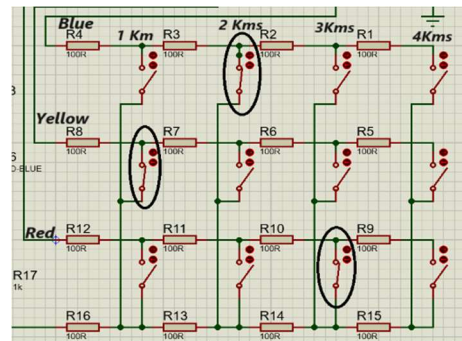 Blue 1 Km 2 Kms 3Kms 4Kms
R4 R3 R2 R1
100R 100R 100R 100R
Yellow
R8 R7 R6 R5
100R 100R 100R 100R
D-BLUE
Red R12 R11 R10 R9
100R 100R 100R 100R
R17
1k
R16 R13 R14 R15
100R 100R 100R 100R